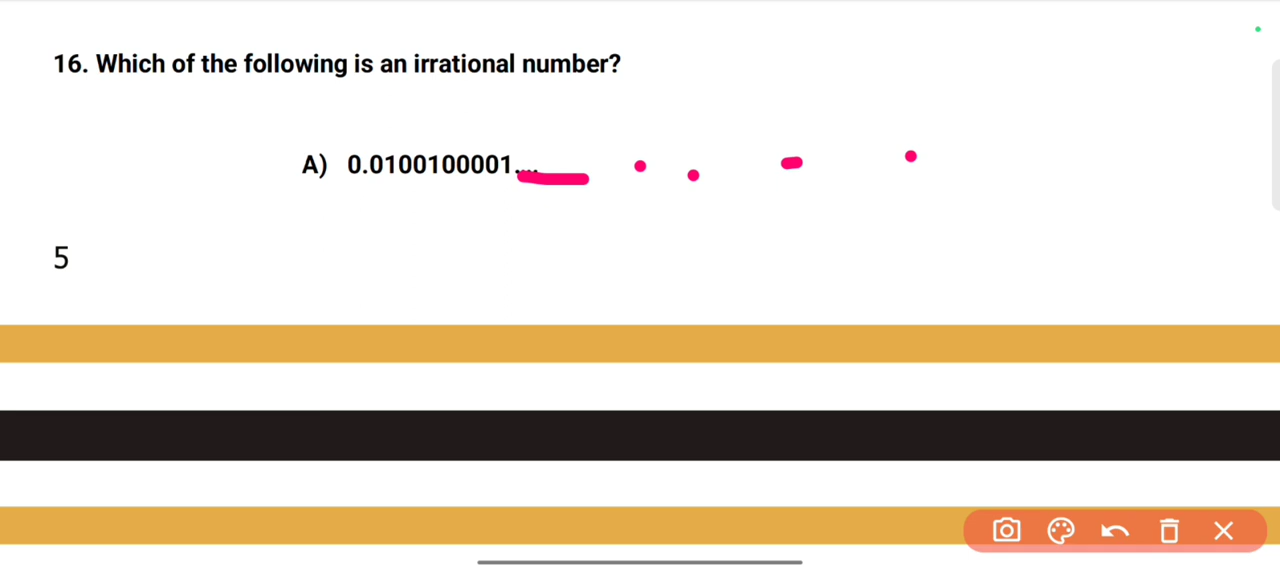 16. Which of the following is an irrational number?
A) 0.0100100001....
5